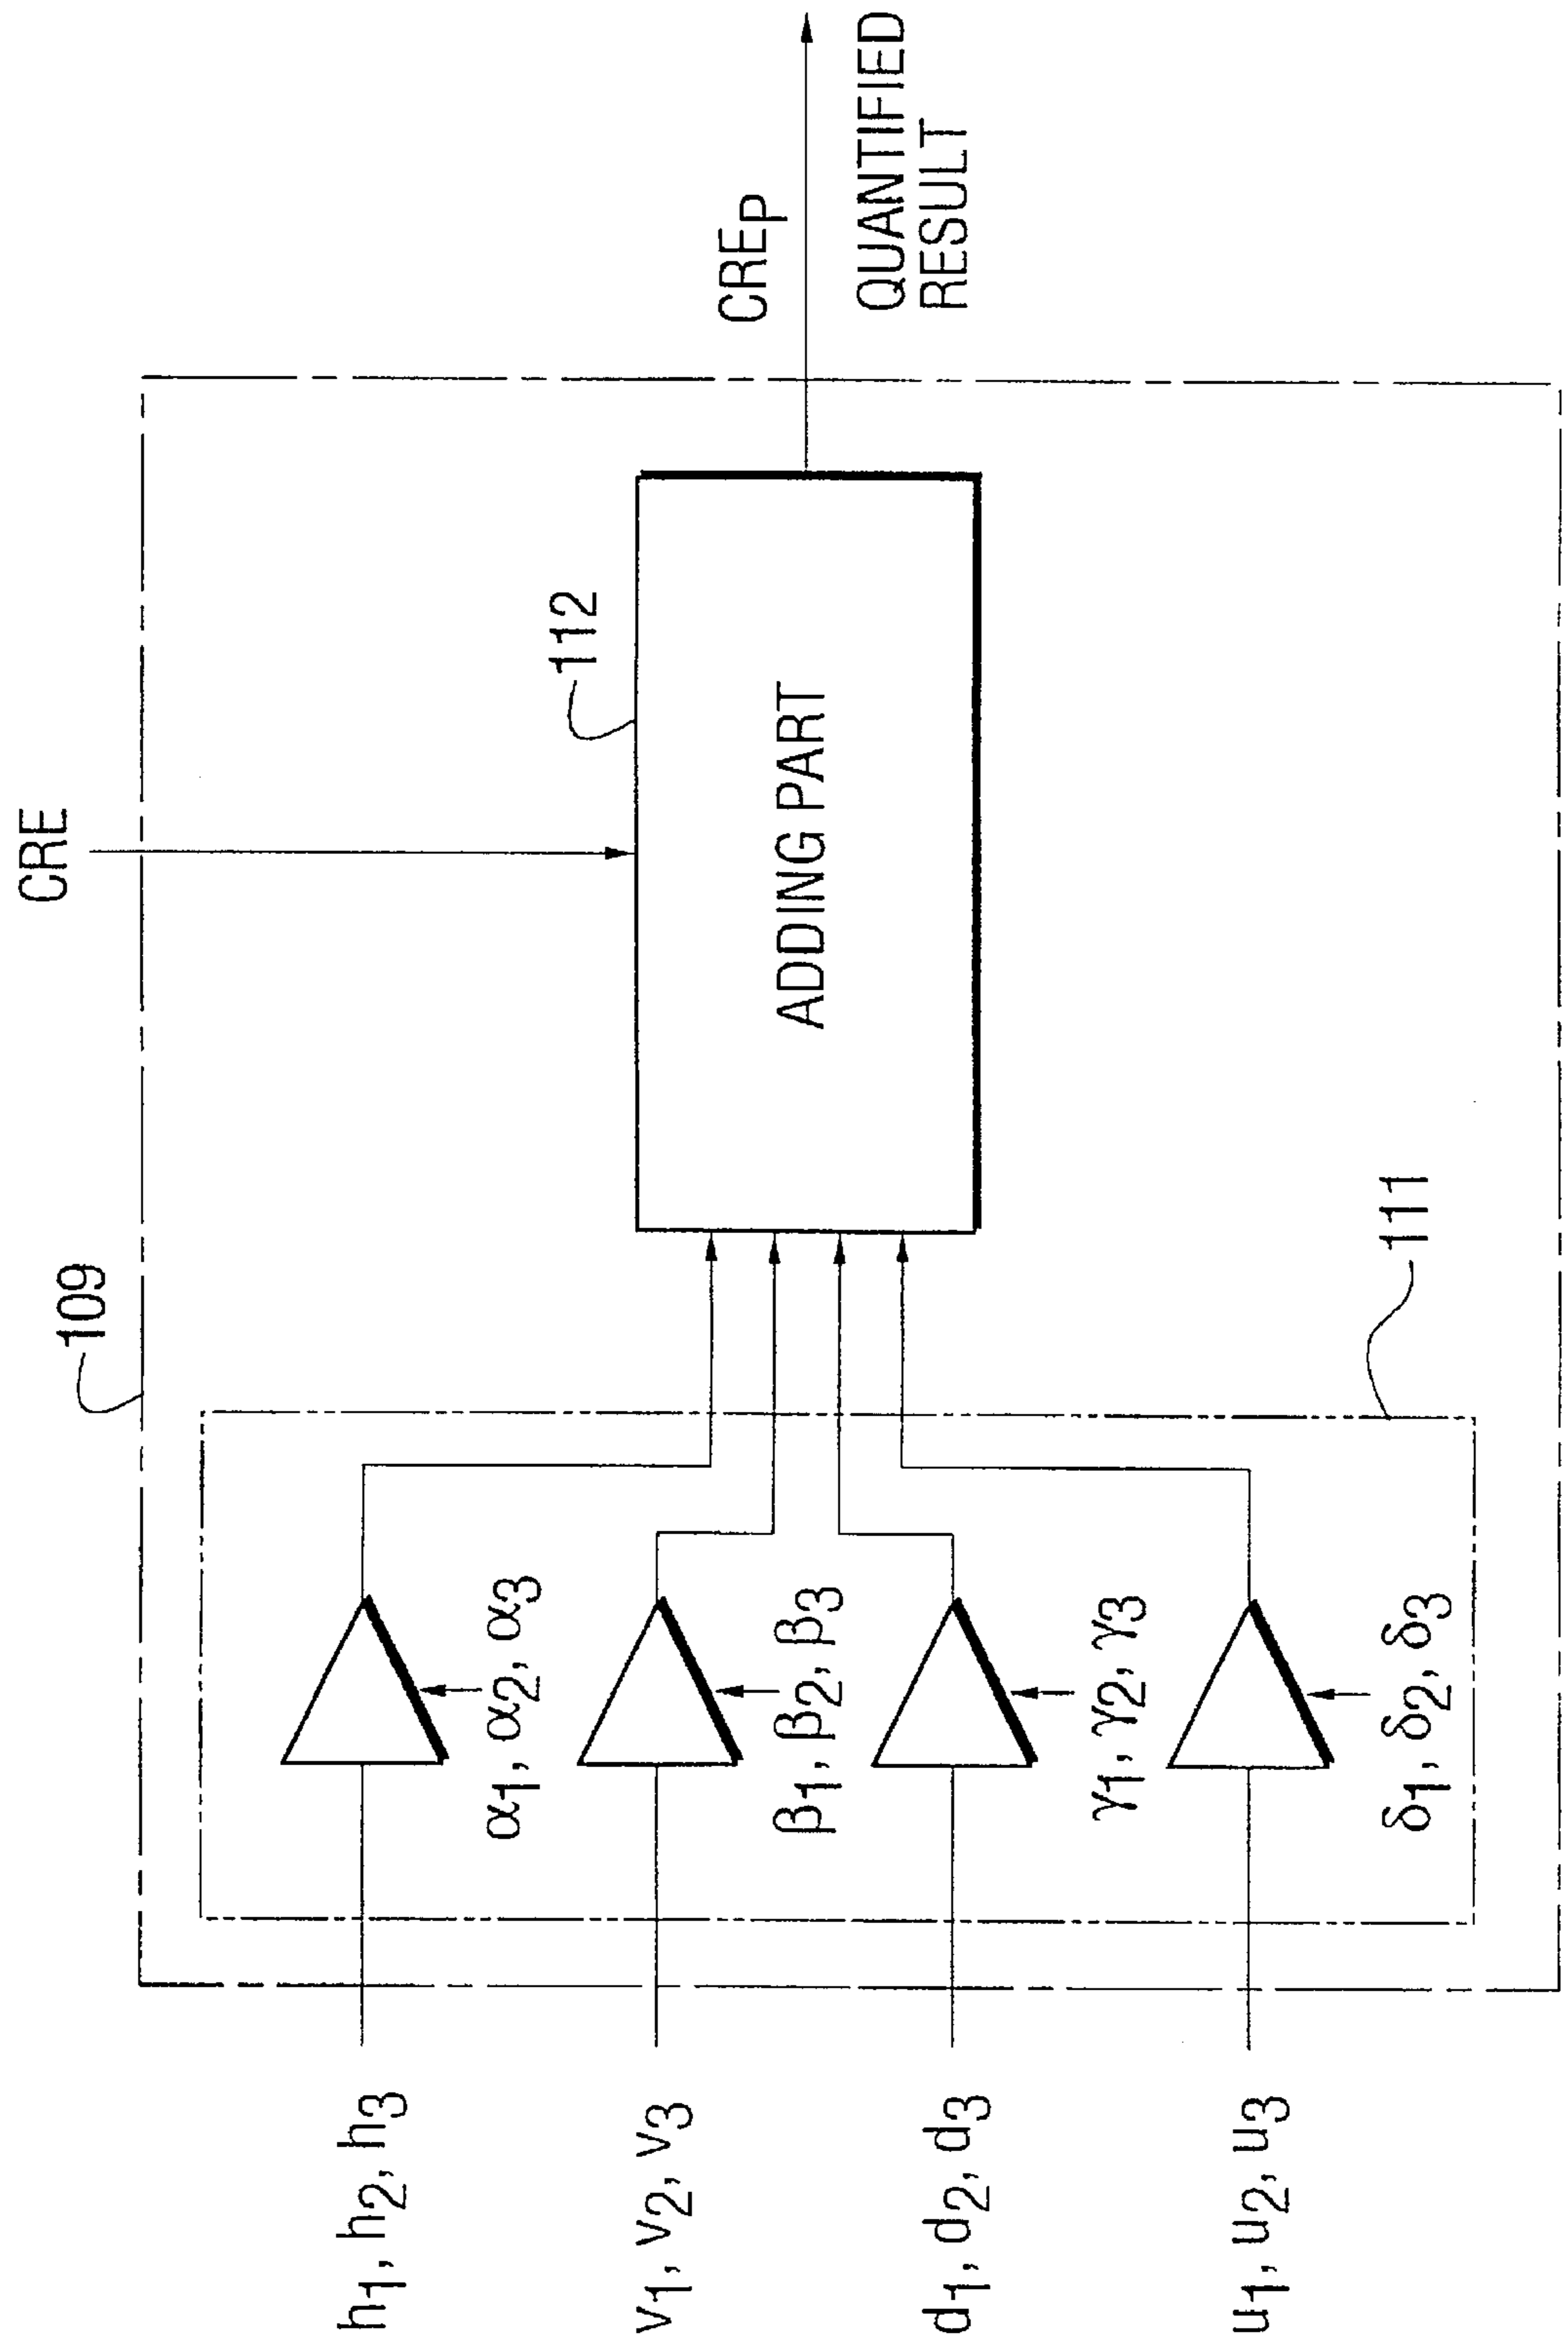 CRE
109
112
h1, h2, h3
α1, α2, α3
v1, v2, v3
β1, β2, β3
ADDING PART
CREP
QUANTIFIED
RESULT
d1, d2, d3
γ1, γ2, γ3
u1, u2, u3
δ1, δ2, δ3
111